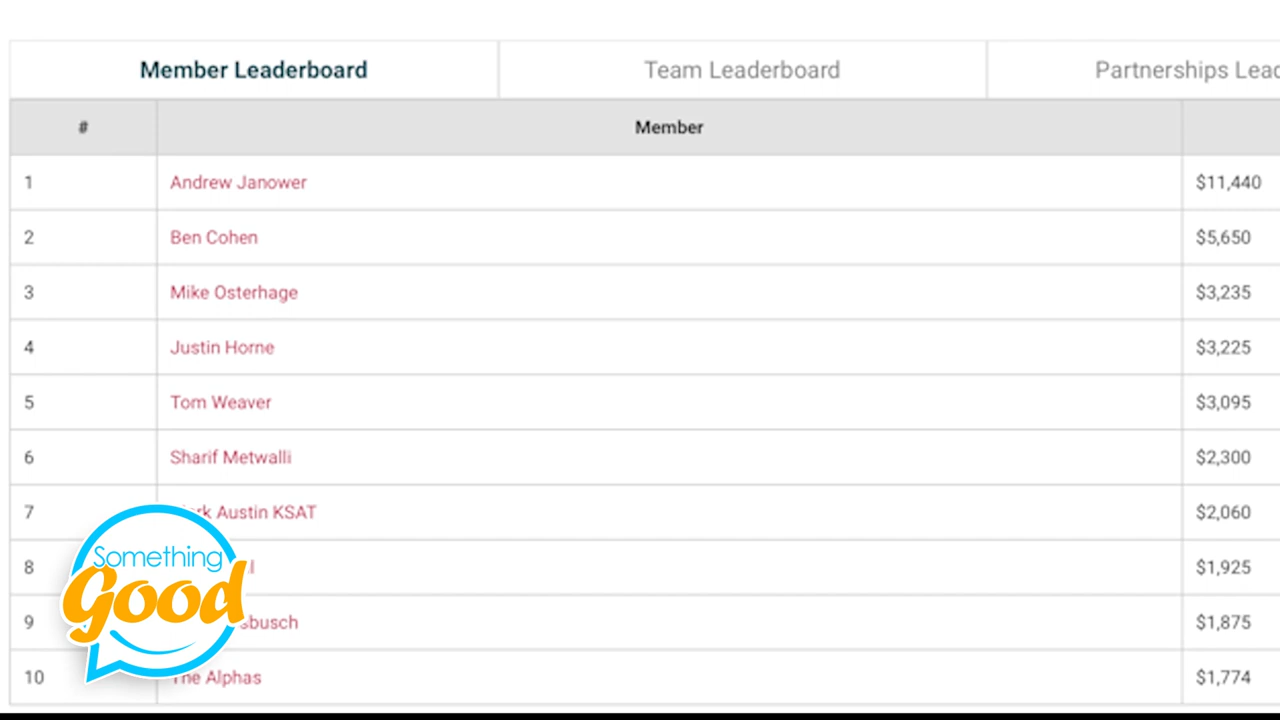 Member Leaderboard Team Leaderboard Partnerships
# Member
1 Andrew Janower $11,440
2 Ben Cohen $5,650
3 Mike Osterhage $3,235
4 Justin Horne $3,225
5 Tom Weaver $3,095
6 Sharif Metwalli $2,300
7 Austin KSAT $2,060
8 $1,925
9 $1,875
10 The Alphas $1,774
Something
Good